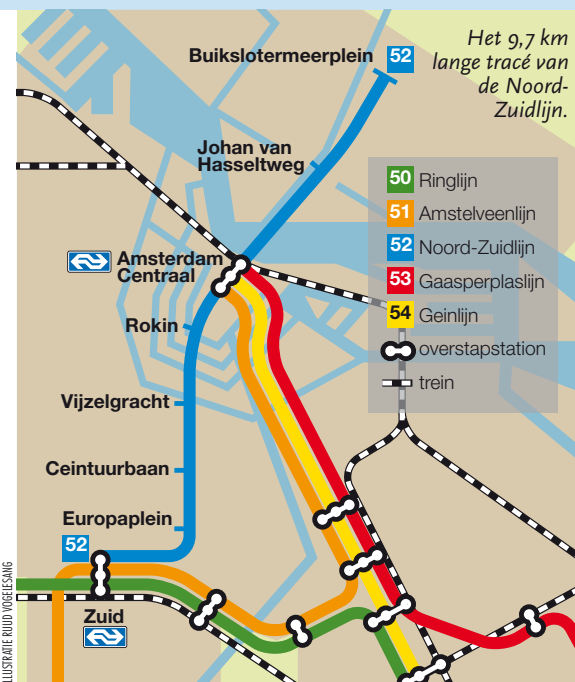 Het 9,7 km
lange tracé van
de Noord-
Zuidlijn.
Buikslotermeerplein
52
Johan van
Hasseltweg
50 Ringlijn
51 Amstelveenlijn
52 Noord-Zuidlijn
53 Gaasperplaslijn
54 Geinlijn
overstapstation
trein
Amsterdam
Centraal
Rokin
Vijzelgracht
Ceintuurbaan
Europaplein
52
Zuid
LLUSTRATIE RUUD VOGELESANG